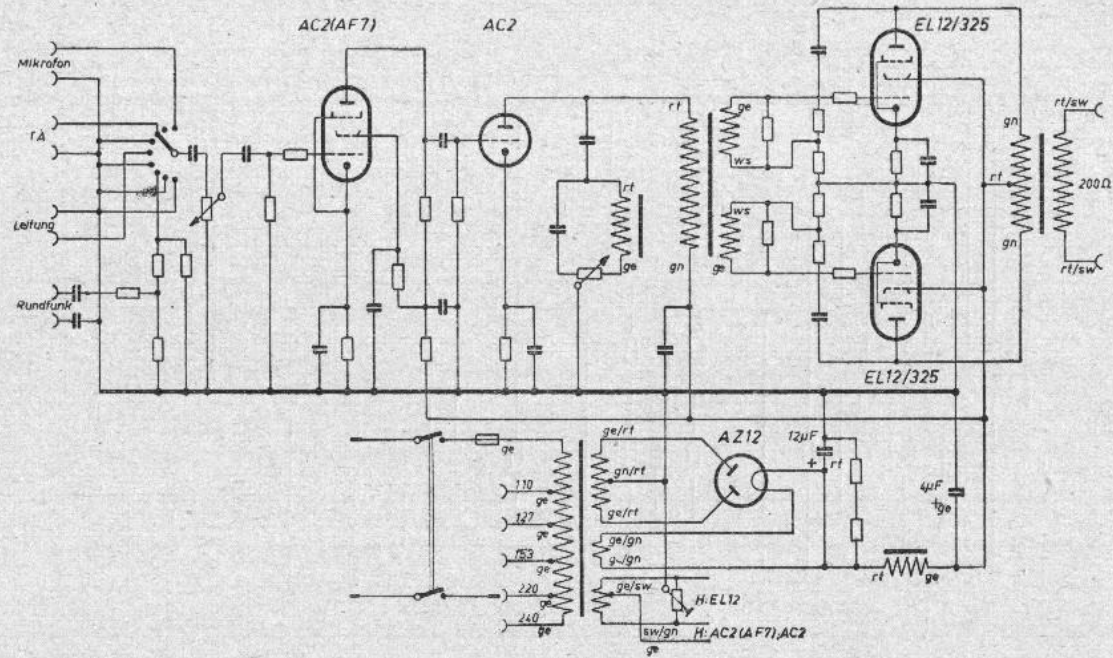 AC2(AF7)
AC2
EL12/325
Mikrofon
TA
Leitung
Rundfunk
rt
ge
ws
rt
ge
gn
ws
ge
gn
rt
gn
rt/sw
200Ω
rt/sw
EL12/325
ge
110
ge
127
ge
153
ge
220
ge
240
ge
ge/rt
gn/rt
ge/rt
ge/gn
ge/gn
ge/sw
sw/gn
ge
AZ12
12µF
+
rt
4µF
+
ge
rt
ge
H:EL12
H:AC2(AF7),AC2